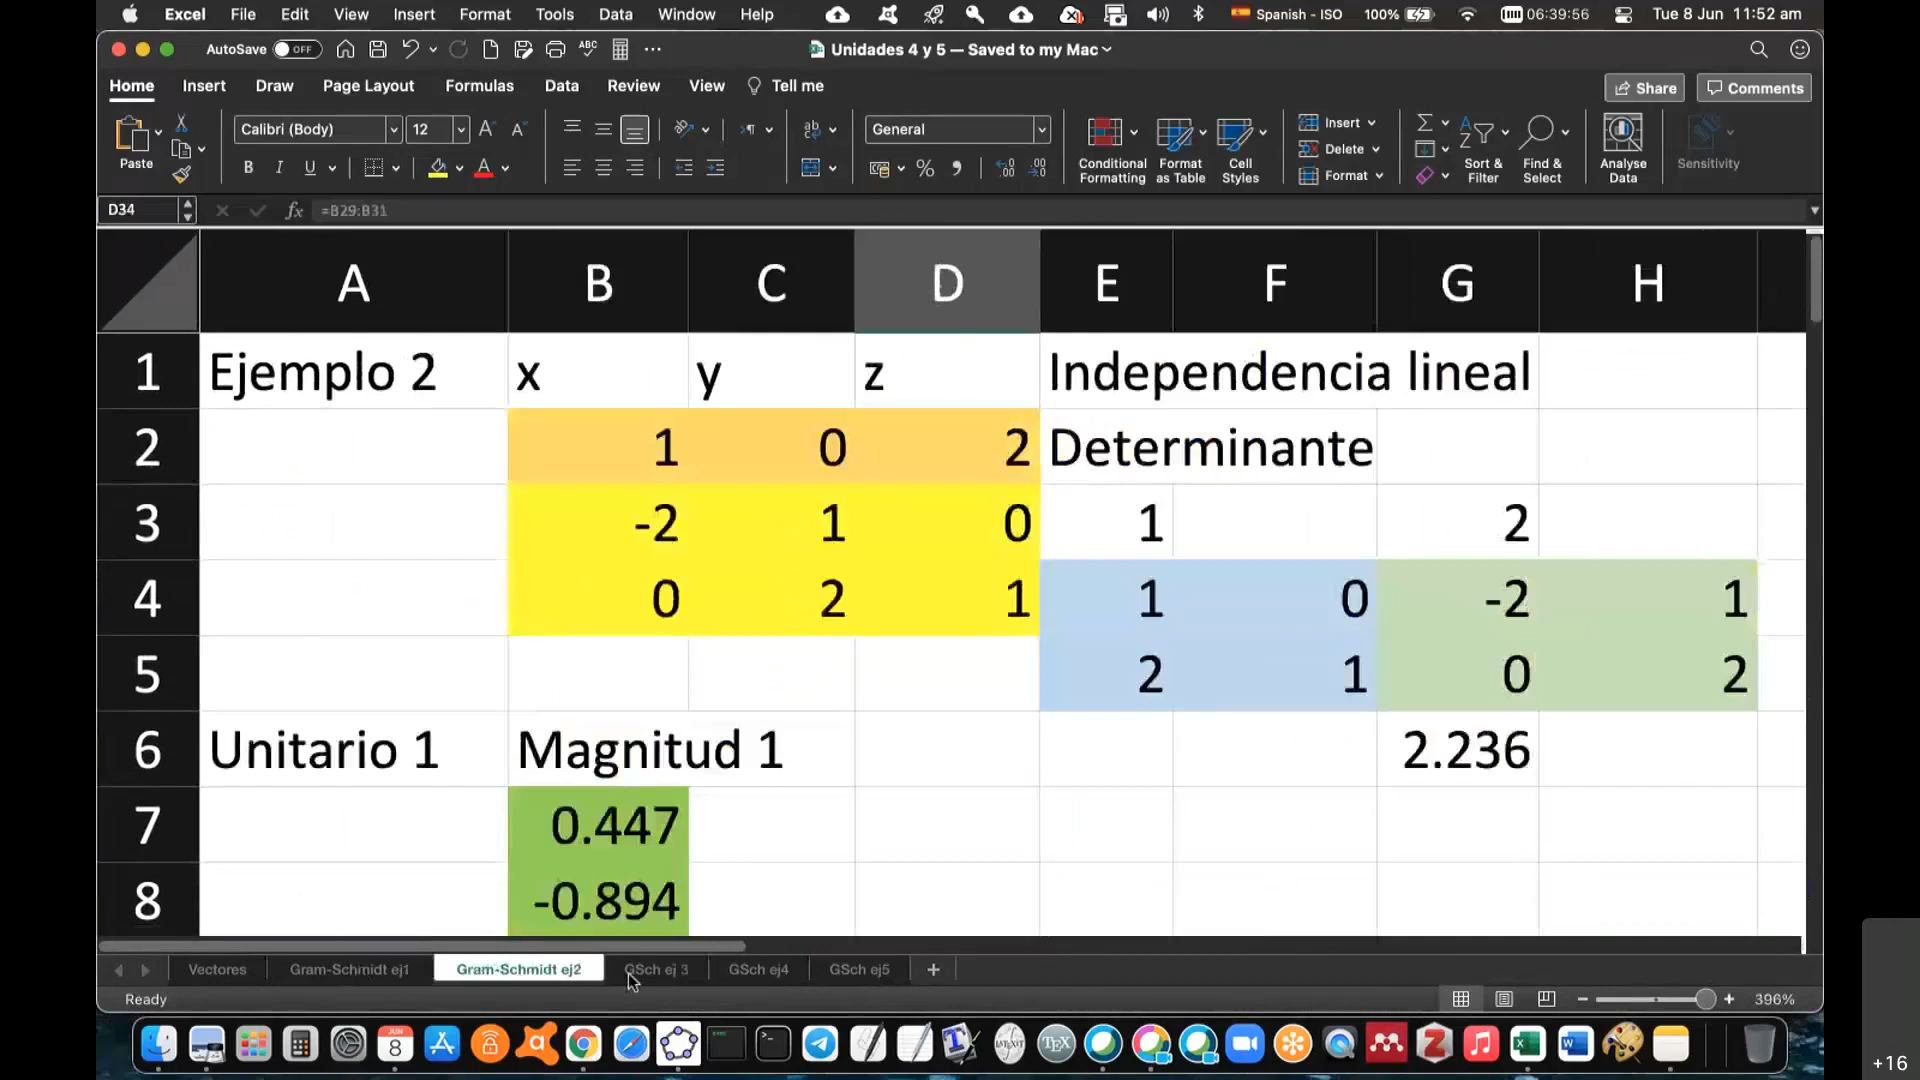 Excel File Edit View Insert Format Tools Data Window Help Spanish - ISO 100% 06:39:56 Tue 8 Jun 11:52 am
AutoSave OFF ABC ... Unidades 4 y 5 — Saved to my Mac
Home Insert Draw Page Layout Formulas Data Review View Tell me Share Comments
Paste Calibri (Body) 12 A A ab General Insert
B I U A % Delete
Conditional Formatting Format as Table Cell Styles Format Sort & Filter Find & Select Analyse Data Sensitivity
D34 fx =B29:B31
A B C D E F G H
1 Ejemplo 2 x y z Independencia lineal
2 1 0 2 Determinante
3 -2 1 0 1 2
4 0 2 1 1 0 -2 1
5 2 1 0 2
6 Unitario 1 Magnitud 1 2.236
7 0.447
8 -0.894
Vectores Gram-Schmidt ej1 Gram-Schmidt ej2 GSch ej 3 GSch ej4 GSch ej5 +
Ready 396%
JUN
8
+16